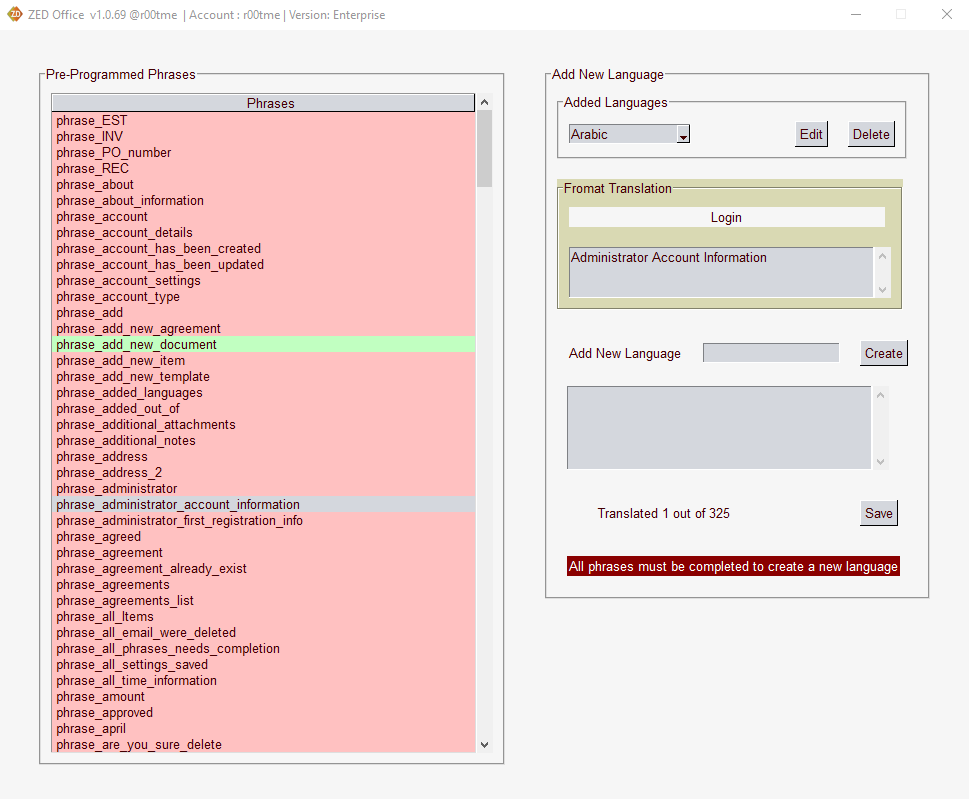 ZED Office v1.0.69 @r00tme | Account : r00tme | Version: Enterprise
Pre-Programmed Phrases
Phrases
phrase_EST
phrase_INV
phrase_PO_number
phrase_REC
phrase_about
phrase_about_information
phrase_account
phrase_account_details
phrase_account_has_been_created
phrase_account_has_been_updated
phrase_account_settings
phrase_account_type
phrase_add
phrase_add_new_agreement
phrase_add_new_document
phrase_add_new_item
phrase_add_new_template
phrase_added_languages
phrase_added_out_of
phrase_additional_attachments
phrase_additional_notes
phrase_address
phrase_address_2
phrase_administrator
phrase_administrator_account_information
phrase_administrator_first_registration_info
phrase_agreed
phrase_agreement
phrase_agreement_already_exist
phrase_agreements
phrase_agreements_list
phrase_all_Items
phrase_all_email_were_deleted
phrase_all_phrases_needs_completion
phrase_all_settings_saved
phrase_all_time_information
phrase_amount
phrase_approved
phrase_april
phrase_are_you_sure_delete
Add New Language
Added Languages
Arabic
Edit
Delete
Fromat Translation
Login
Administrator Account Information
Add New Language
Create
Translated 1 out of 325
Save
All phrases must be completed to create a new language